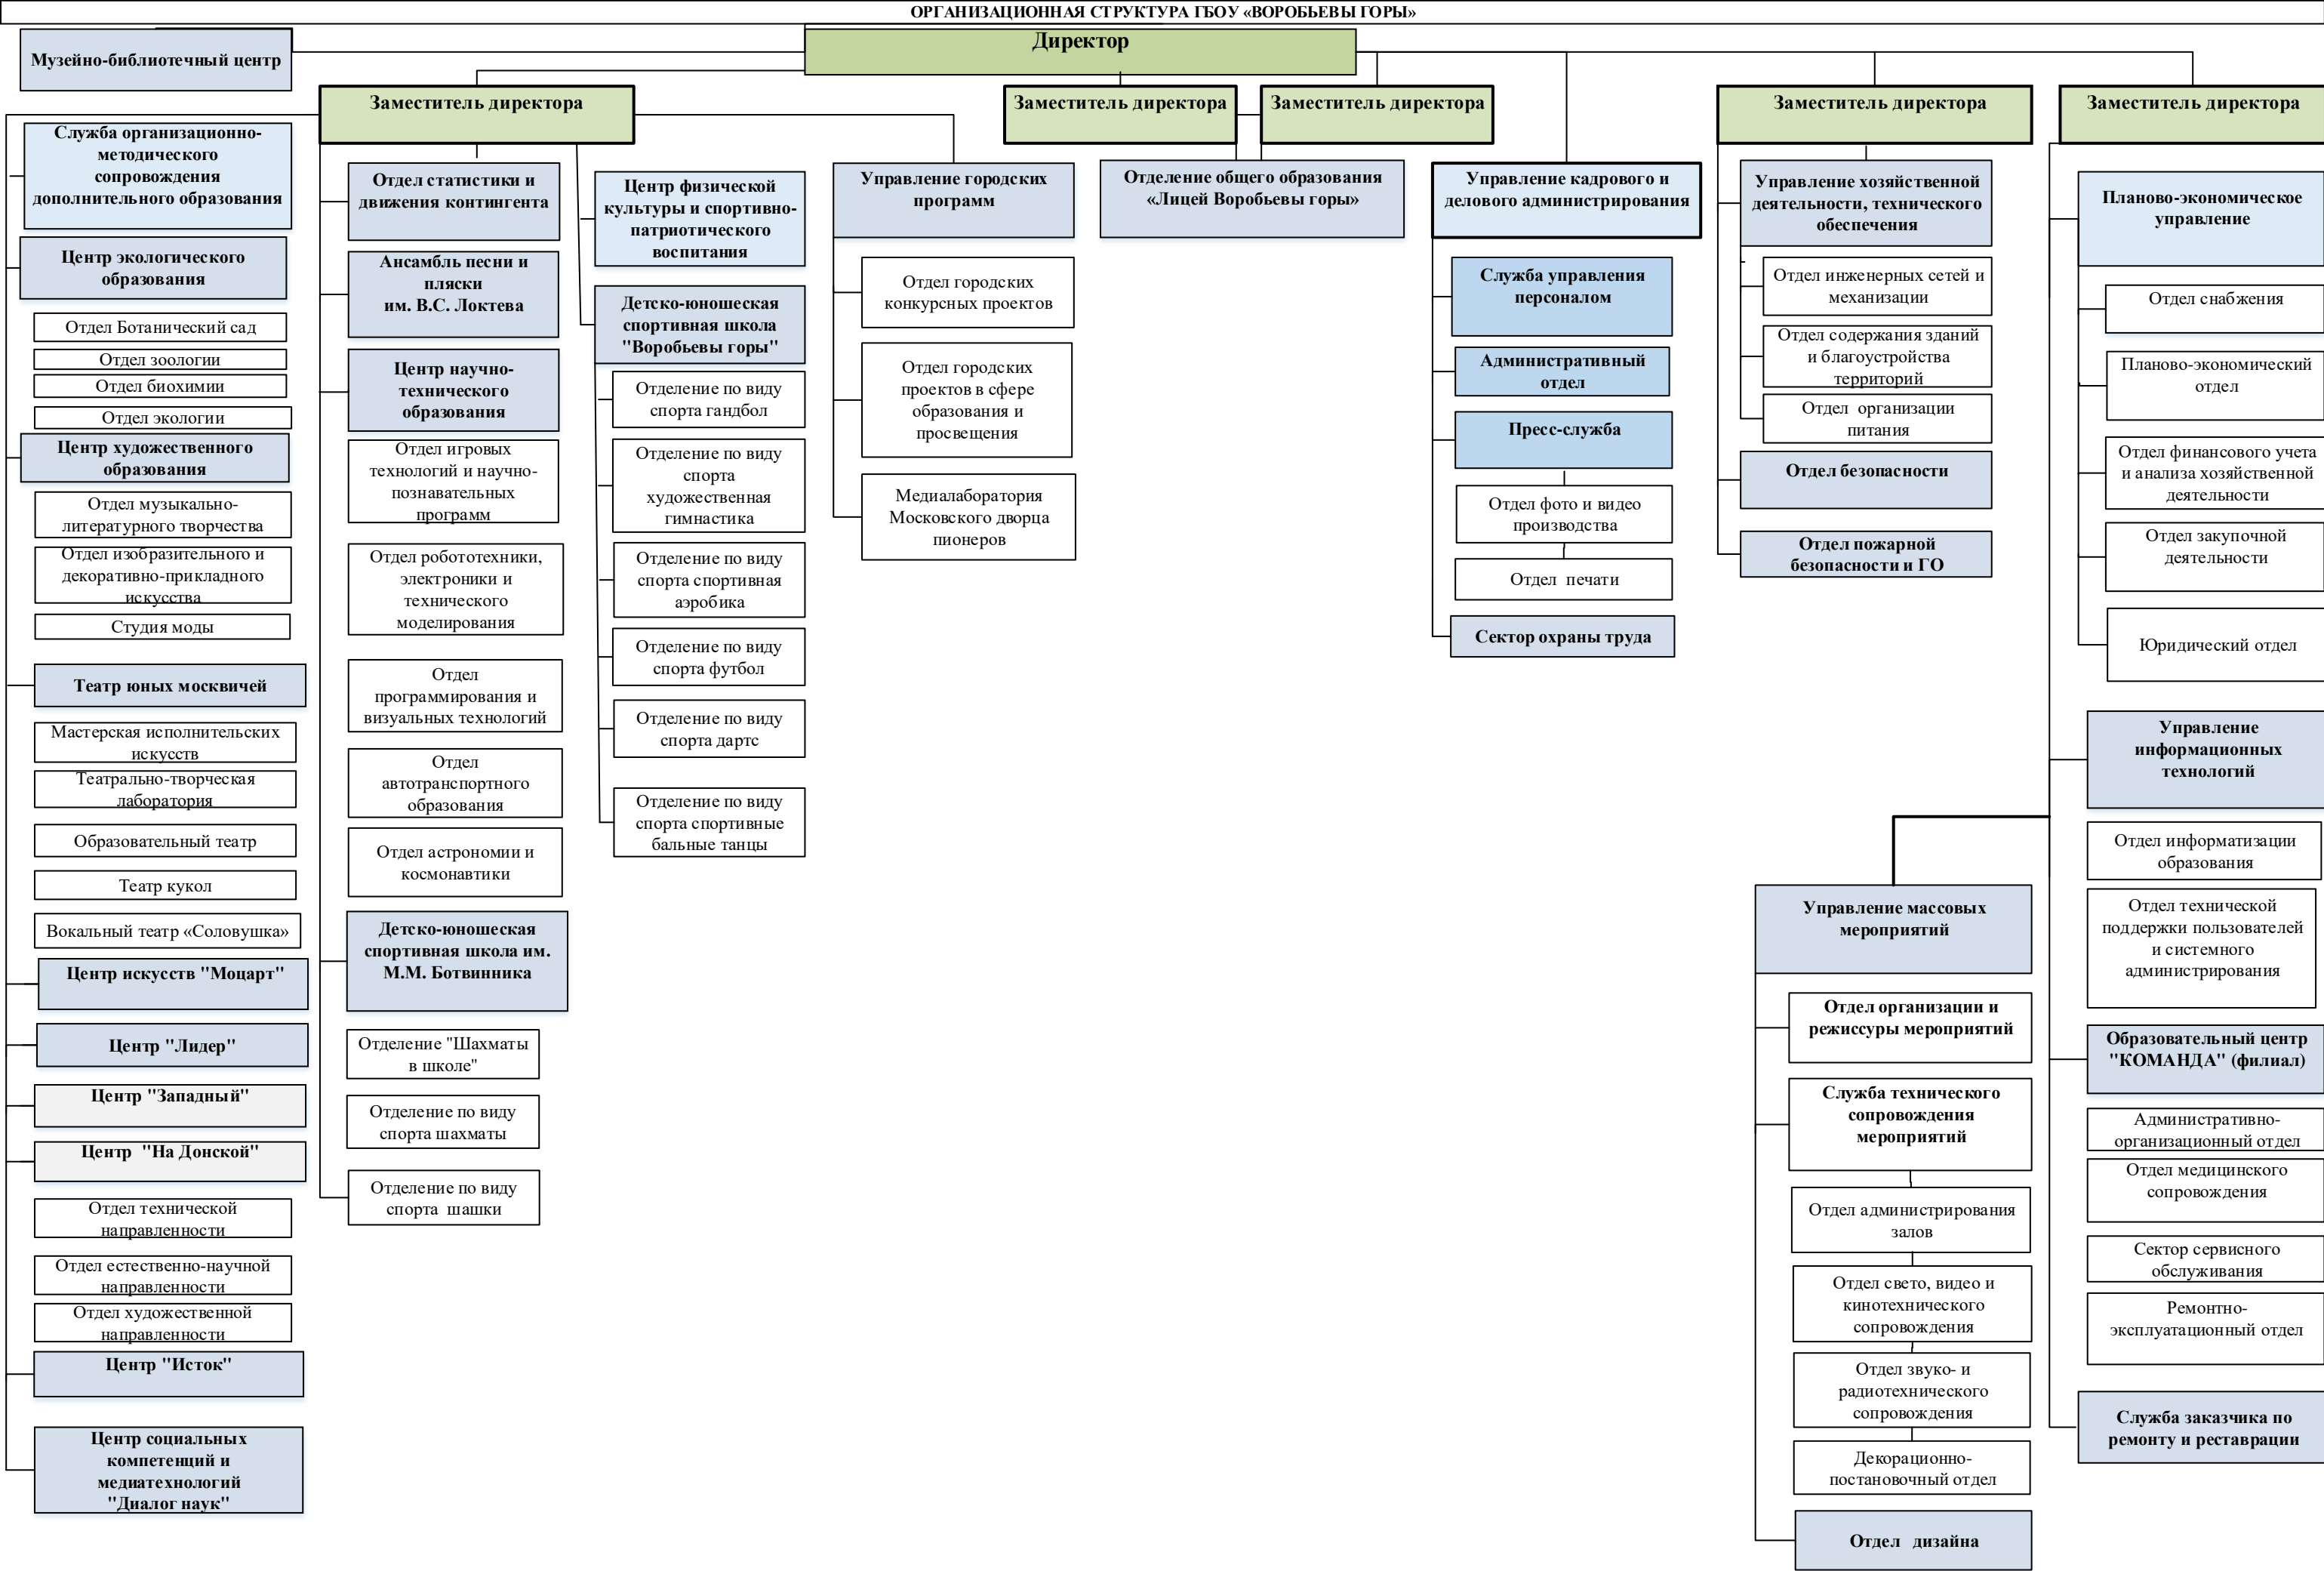 ОРГАНИЗАЦИОННАЯ СТРУКТУРА ГБОУ «ВОРОБЬЕВЫ ГОРЫ»
Директор
Музейно-библиотечный центр
Заместитель директора
Заместитель директора
Заместитель директора
Заместитель директора
Заместитель директора
Служба организационно-
методического
сопровождения
дополнительного образования
Центр экологического
образования
Отдел Ботанический сад
Отдел зоологии
Отдел биохимии
Отдел экологии
Центр художественного
образования
Отдел музыкально-
литературного творчества
Отдел изобразительного и
декоративно-прикладного
искусства
Студия моды
Театр юных москвичей
Мастерская исполнительских
искусств
Театрально-творческая
лаборатория
Образовательный театр
Театр кукол
Вокальный театр «Соловушка»
Центр искусств "Моцарт"
Центр "Лидер"
Центр "Западный"
Центр "На Донской"
Отдел технической
направленности
Отдел естественно-научной
направленности
Отдел художественной
направленности
Центр "Исток"
Центр социальных
компетенций и
медиатехнологий
"Диалог наук"
Отдел статистики и
движения контингента
Ансамбль песни и
пляски
им. В.С. Локтева
Центр научно-
технического
образования
Отдел игровых
технологий и научно-
познавательных
программ
Отдел робототехники,
электроники и
технического
моделирования
Отдел
программирования и
визуальных технологий
Отдел
автотранспортного
образования
Отдел астрономии и
космонавтики
Детско-юношеская
спортивная школа им.
М.М. Ботвинника
Отделение "Шахматы
в школе"
Отделение по виду
спорта шахматы
Отделение по виду
спорта шашки
Центр физической
культуры и спортивно-
патриотического
воспитания
Детско-юношеская
спортивная школа
"Воробьевы горы"
Отделение по виду
спорта гандбол
Отделение по виду
спорта
художественная
гимнастика
Отделение по виду
спорта спортивная
аэробика
Отделение по виду
спорта футбол
Отделение по виду
спорта дартс
Отделение по виду
спорта спортивные
бальные танцы
Управление городских
программ
Отдел городских
конкурсных проектов
Отдел городских
проектов в сфере
образования и
просвещения
Медиалаборатория
Московского дворца
пионеров
Отделение общего образования
«Лицей Воробьевы горы»
Управление кадрового и
делового администрирования
Служба управления
персоналом
Административный
отдел
Пресс-служба
Отдел фото и видео
производства
Отдел печати
Сектор охраны труда
Управление хозяйственной
деятельности, технического
обеспечения
Отдел инженерных сетей и
механизации
Отдел содержания зданий
и благоустройства
территорий
Отдел организации
питания
Отдел безопасности
Отдел пожарной
безопасности и ГО
Управление массовых
мероприятий
Отдел организации и
режиссуры мероприятий
Служба технического
сопровождения
мероприятий
Отдел администрирования
залов
Отдел свето, видео и
кинотехнического
сопровождения
Отдел звуко- и
радиотехнического
сопровождения
Декорационно-
постановочный отдел
Отдел дизайна
Планово-экономическое
управление
Отдел снабжения
Планово-экономический
отдел
Отдел финансового учета
и анализа хозяйственной
деятельности
Отдел закупочной
деятельности
Юридический отдел
Управление
информационных
технологий
Отдел информатизации
образования
Отдел технической
поддержки пользователей
и системного
администрирования
Образовательный центр
"КОМАНДА" (филиал)
Административно-
организационный отдел
Отдел медицинского
сопровождения
Сектор сервисного
обслуживания
Ремонтно-
эксплуатационный отдел
Служба заказчика по
ремонту и реставрации